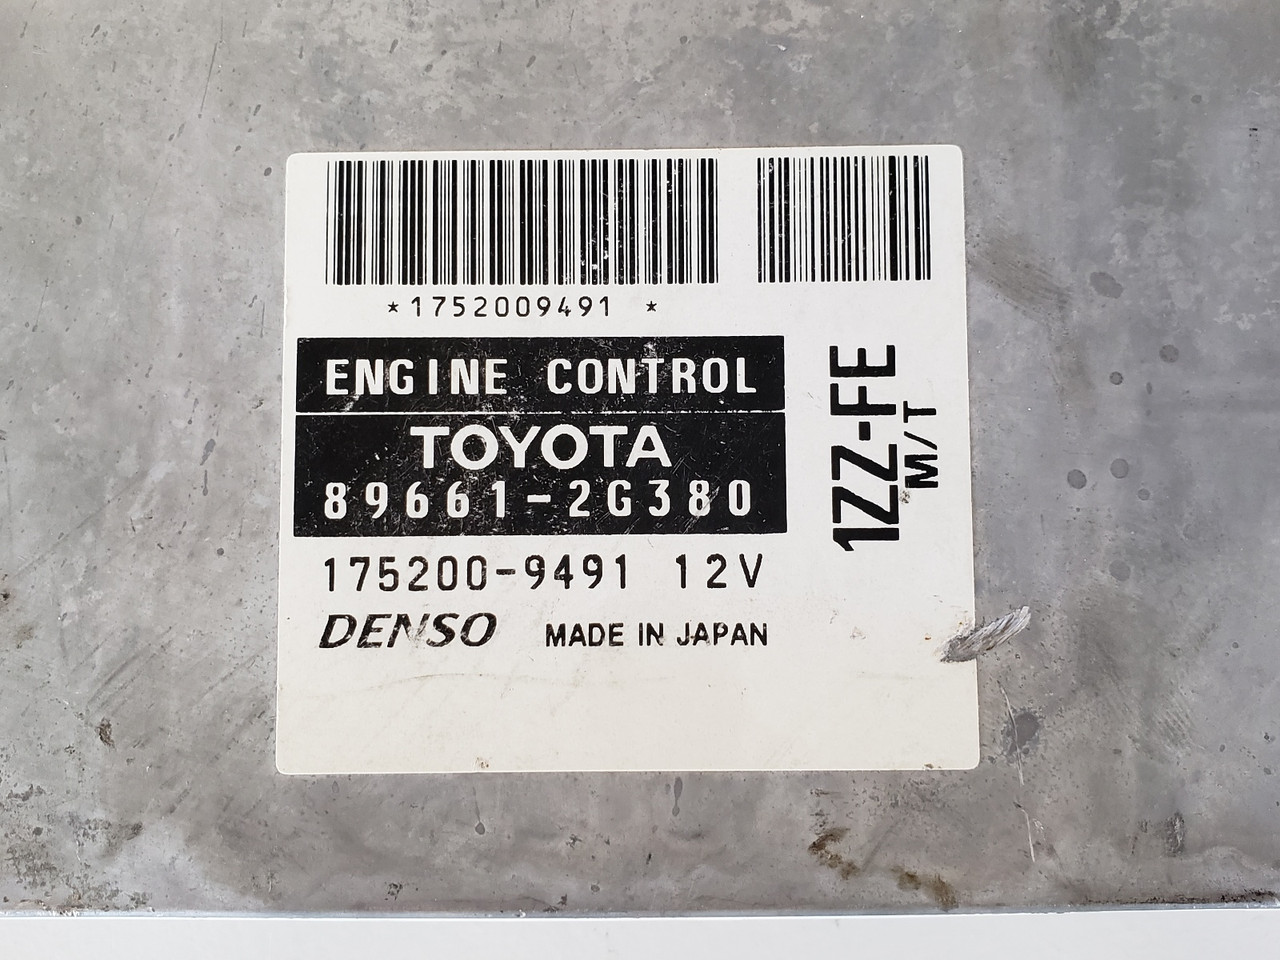 *1752009491 *
ENGINE CONTROL
TOYOTA
89661-2G380
175200-9491 12V
DENSO MADE IN JAPAN
1ZZ-FE
M/T